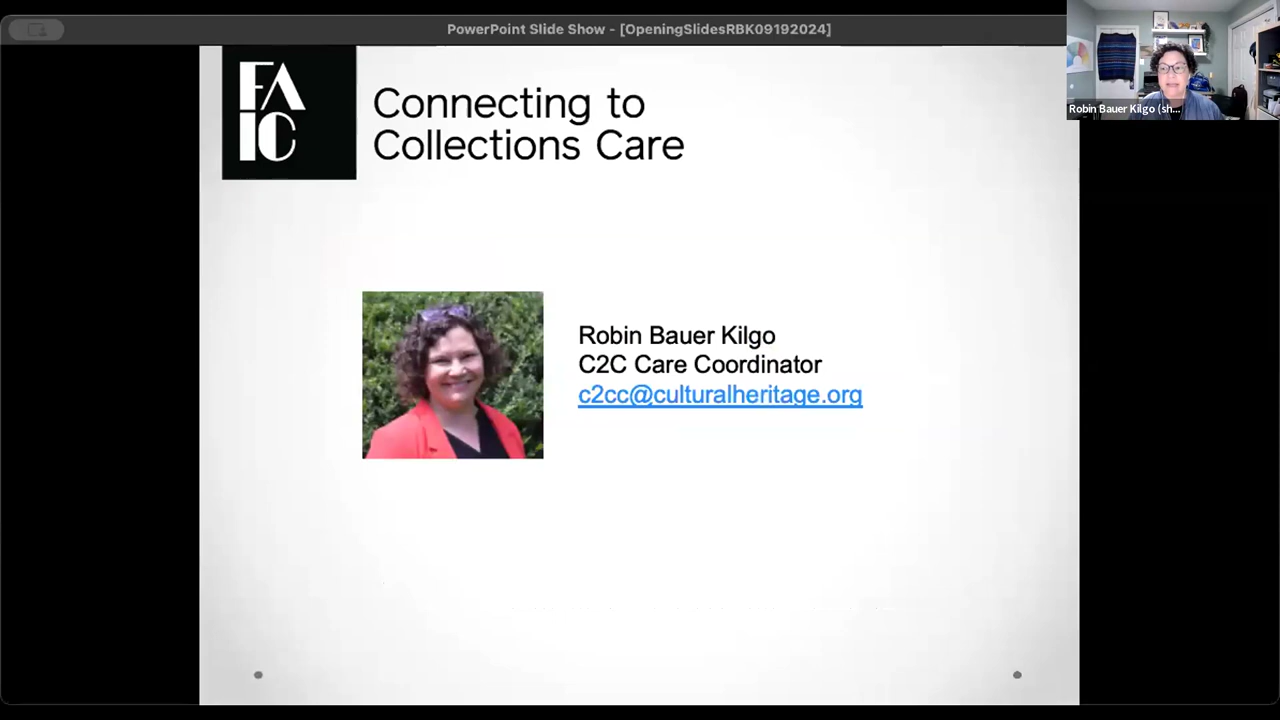 PowerPoint Slide Show - [OpeningSlidesRBK09192024]
Robin Bauer Kilgo (sh...
FA
IC
Connecting to
Collections Care
Robin Bauer Kilgo
C2C Care Coordinator
c2cc@culturalheritage.org